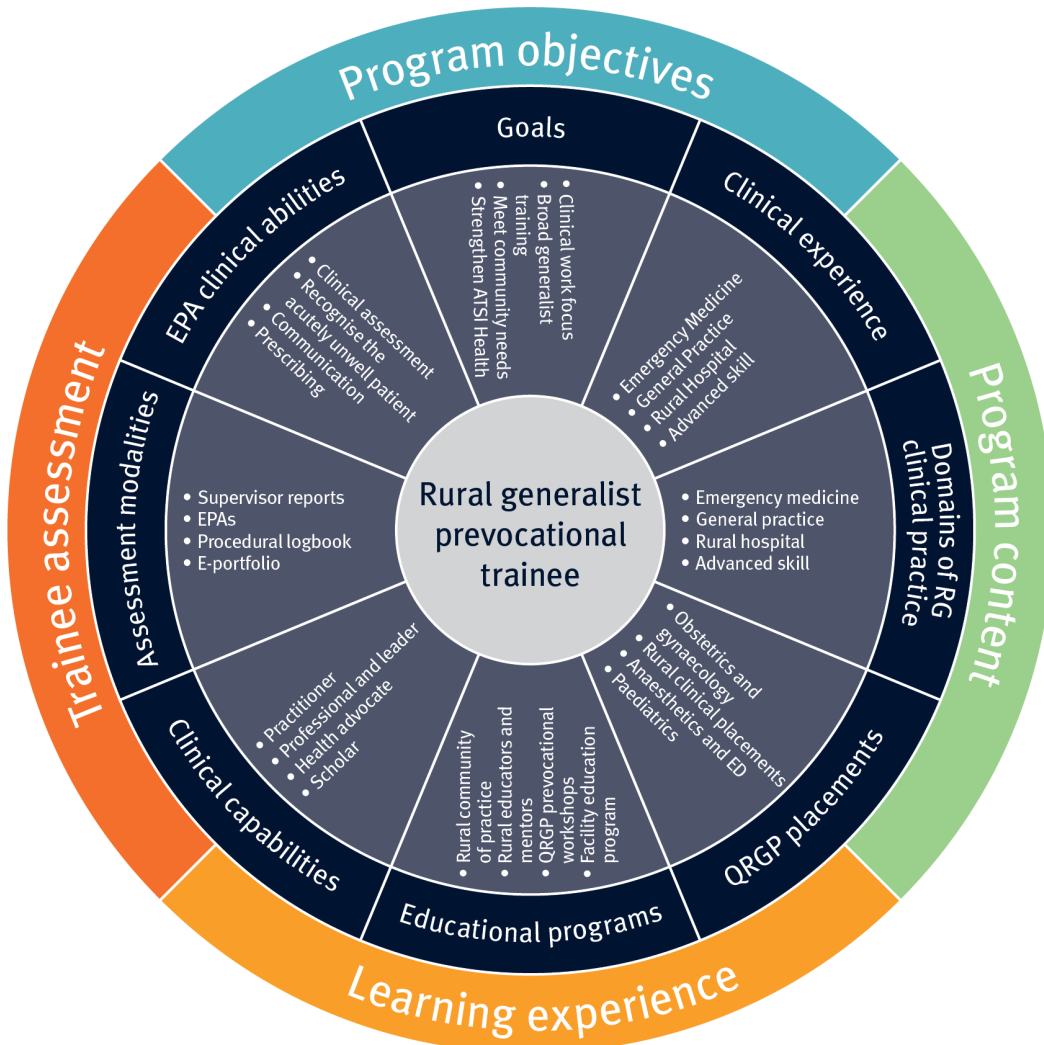 Program objectives
Program content
Learning experience
Trainee assessment
Goals
• Clinical work focus
• Broad generalist
training
• Meet community needs
• Strengthen ATSI Health
Clinical experience
• Emergency Medicine
• General Practice
• Rural Hospital
• Advanced skill
Domains of RG
clinical practice
• Emergency medicine
• General practice
• Rural hospital
• Advanced skill
QRGP placements
• Obstetrics and
gynaecology
• Rural clinical placements
• Anaesthetics and ED
• Paediatrics
Educational programs
• Rural community
of practice
• Rural educators and
mentors
• QRGP prevocational
workshops
• Facility education
program
Clinical capabilities
• Practitioner
• Professional and leader
• Health advocate
• Scholar
Assessment modalities
• Supervisor reports
• EPAs
• Procedural logbook
• E-portfolio
EPA clinical abilities
• Clinical assessment
• Recognise the
acutely unwell patient
• Communication
• Prescribing
Rural generalist
prevocational
trainee